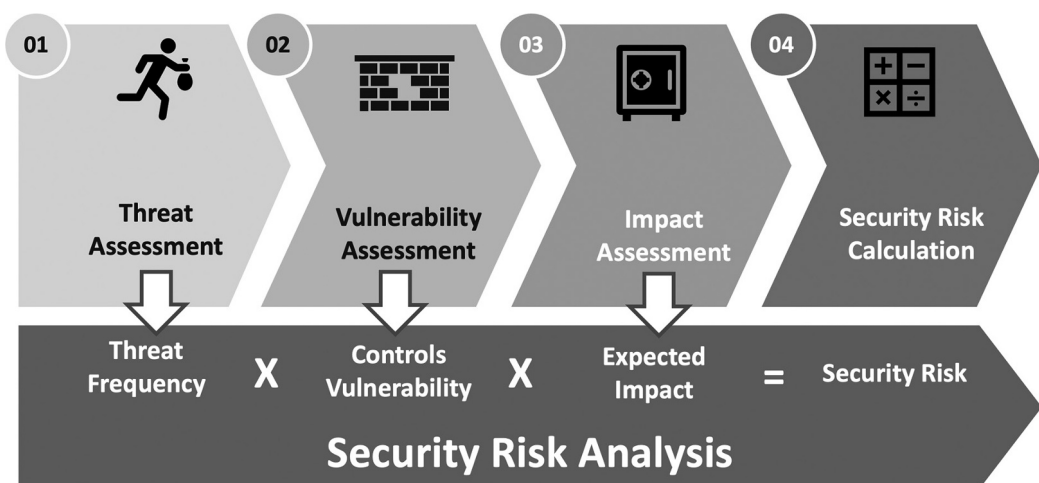 01
02
03
04
Threat
Assessment
Vulnerability
Assessment
Impact
Assessment
Security Risk
Calculation
Threat
Frequency
X
Controls
Vulnerability
X
Expected
Impact
=
Security Risk
Security Risk Analysis